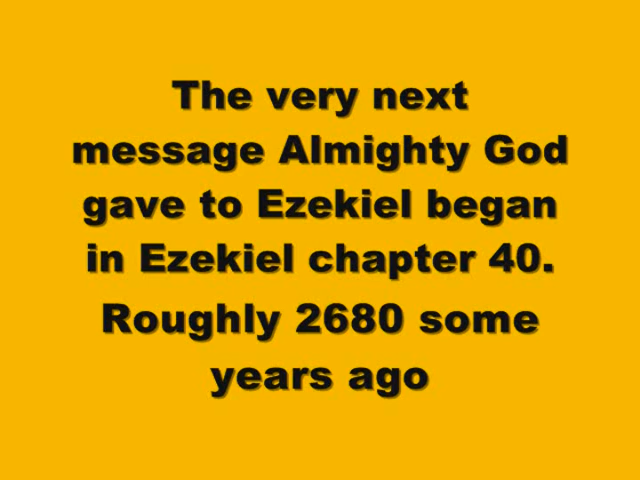 The very next
message Almighty God
gave to Ezekiel began
in Ezekiel chapter 40.
Roughly 2680 some
years ago